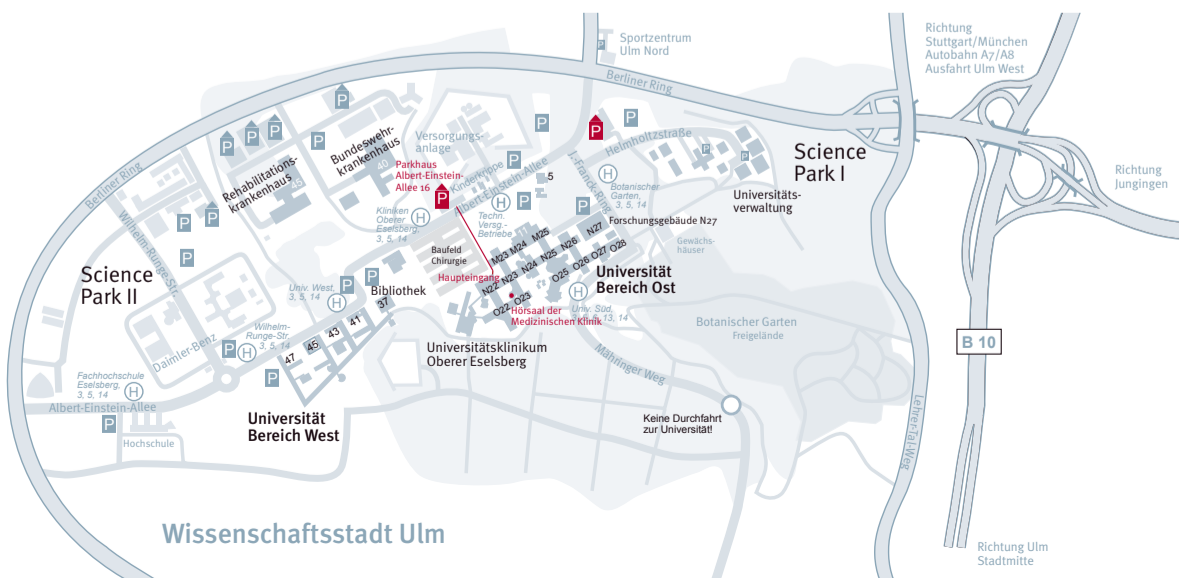 Richtung
Stuttgart/München
Autobahn A7/A8
Ausfahrt Ulm West
Sportzentrum
Ulm Nord
P
Berliner Ring
Richtung
Jungingen
P
P
P
P
P
P
P
P
P
Versorgungs-
anlage
Bundeswehr-
krankenhaus
40
Rehabilitations-
krankenhaus
45
Parkhaus
Albert-Einstein-
Allee 16
P
Kinderkrippe
Albert-Einstein-Allee
P
5
J.-Franck-Ring
Helmholtzstraße
P
P
Science
Park I
Universitäts-
verwaltung
H
Botanischer
Garten,
3, 5, 14
Berliner Ring
Wilhelm-Runge-Str.
P
P
P
Kliniken
Oberer
Eselsberg,
3, 5, 14
H
H
Techn.
Versg.-
Betriebe
P
P
Forschungsgebäude N27
Gewächs-
häuser
Baufeld
Chirurgie
M23
M24
M25
N22
N23
N24
N25
N26
N27
O22
O23
O25
O26
O27
O28
Haupteingang
Universität
Bereich Ost
Science
Park II
Univ. West,
3, 5, 14
H
P
P
Bibliothek
37
41
43
45
47
Hörsaal der
Medizinischen Klinik
H
Univ. Süd,
Botanischer Garten
Freigelände
B 10
Wilhelm-
Runge-Str.
3, 5, 14
H
P
Daimler-Benz
Universitätsklinikum
Oberer Eselsberg
Mähringer Weg
Fachhochschule
Eselsberg,
3, 5, 14
H
P
Albert-Einstein-Allee
P
Hochschule
Universität
Bereich West
Keine Durchfahrt
zur Universität!
Lehrer-Tal-Weg
Wissenschaftsstadt Ulm
Richtung Ulm
Stadtmitte